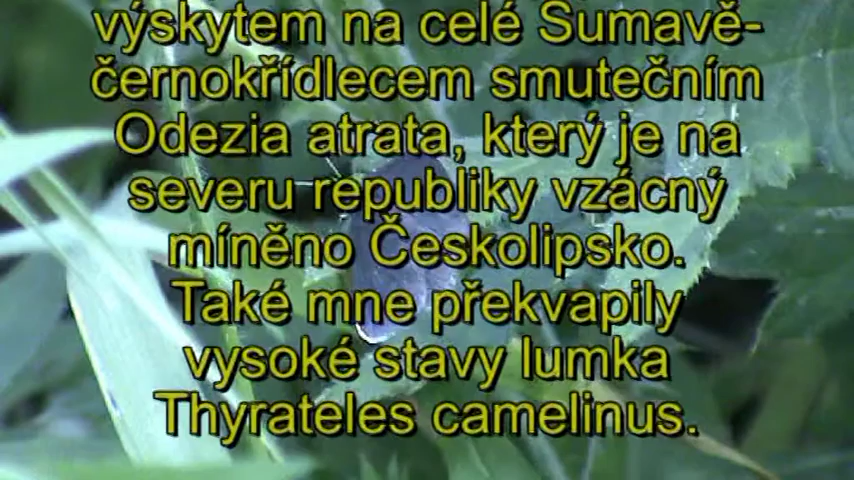 výskytem na celé Šumavě-
černokřídlecem smutečním
Odezia atrata, který je na
severu republiky vzácný
míněno Českolipsko.
Také mne překvapily
vysoké stavy lumka
Thyrateles camelinus.